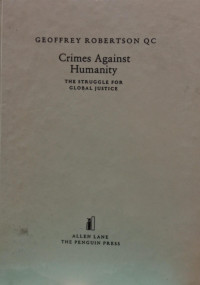 GEOFFREY ROBERTSON QC
Crimes Against
Humanity
THE STRUGGLE FOR
GLOBAL JUSTICE
ALLEN LANE
THE PENGUIN PRESS